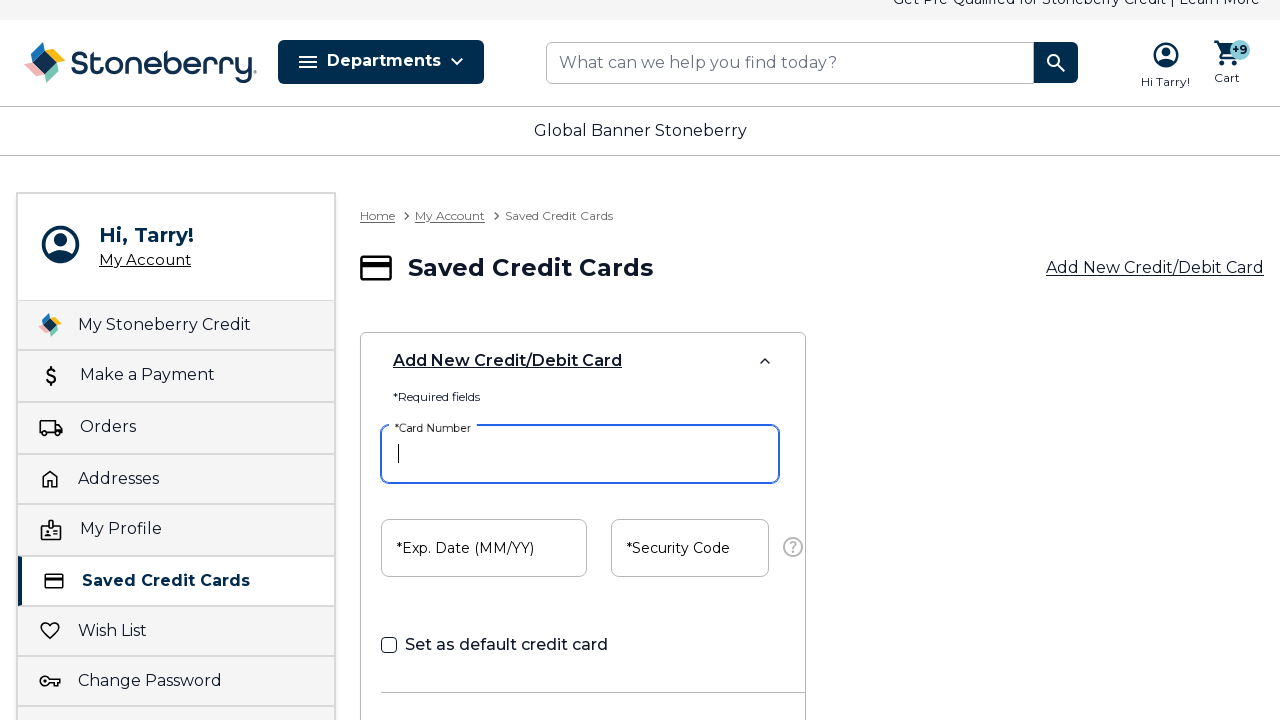 Get Pre-Qualified for Stoneberry Credit | Learn More
Stoneberry
Departments
What can we help you find today?
Hi Tarry!
+9
Cart
Global Banner Stoneberry
Hi, Tarry!
My Account
My Stoneberry Credit
Make a Payment
Orders
Addresses
My Profile
Saved Credit Cards
Wish List
Change Password
Home > My Account > Saved Credit Cards
Saved Credit Cards
Add New Credit/Debit Card
Add New Credit/Debit Card
*Required fields
*Card Number
*Exp. Date (MM/YY)
*Security Code
Set as default credit card